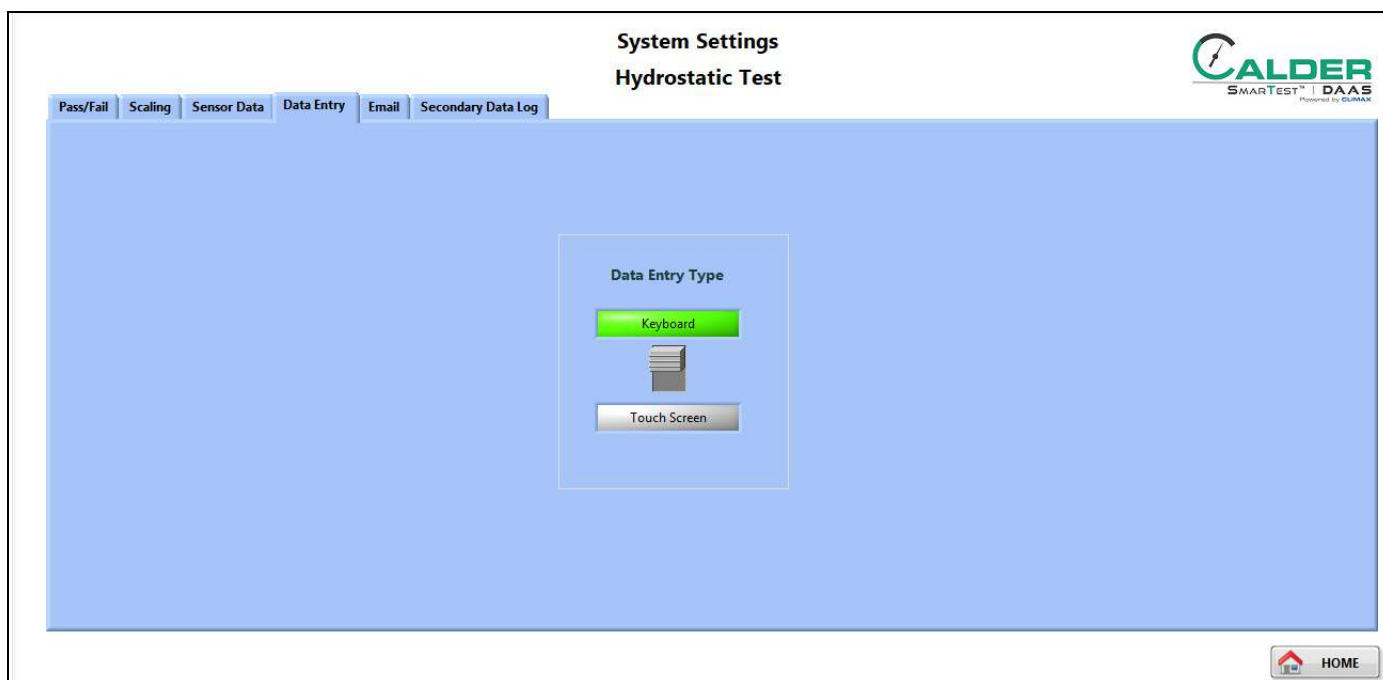 System Settings
Hydrostatic Test
CALDER
SMARTEST™ | DAAS
Powered by CLIMAX
Pass/Fail Scaling Sensor Data Data Entry Email Secondary Data Log
Data Entry Type
Keyboard
Touch Screen
HOME